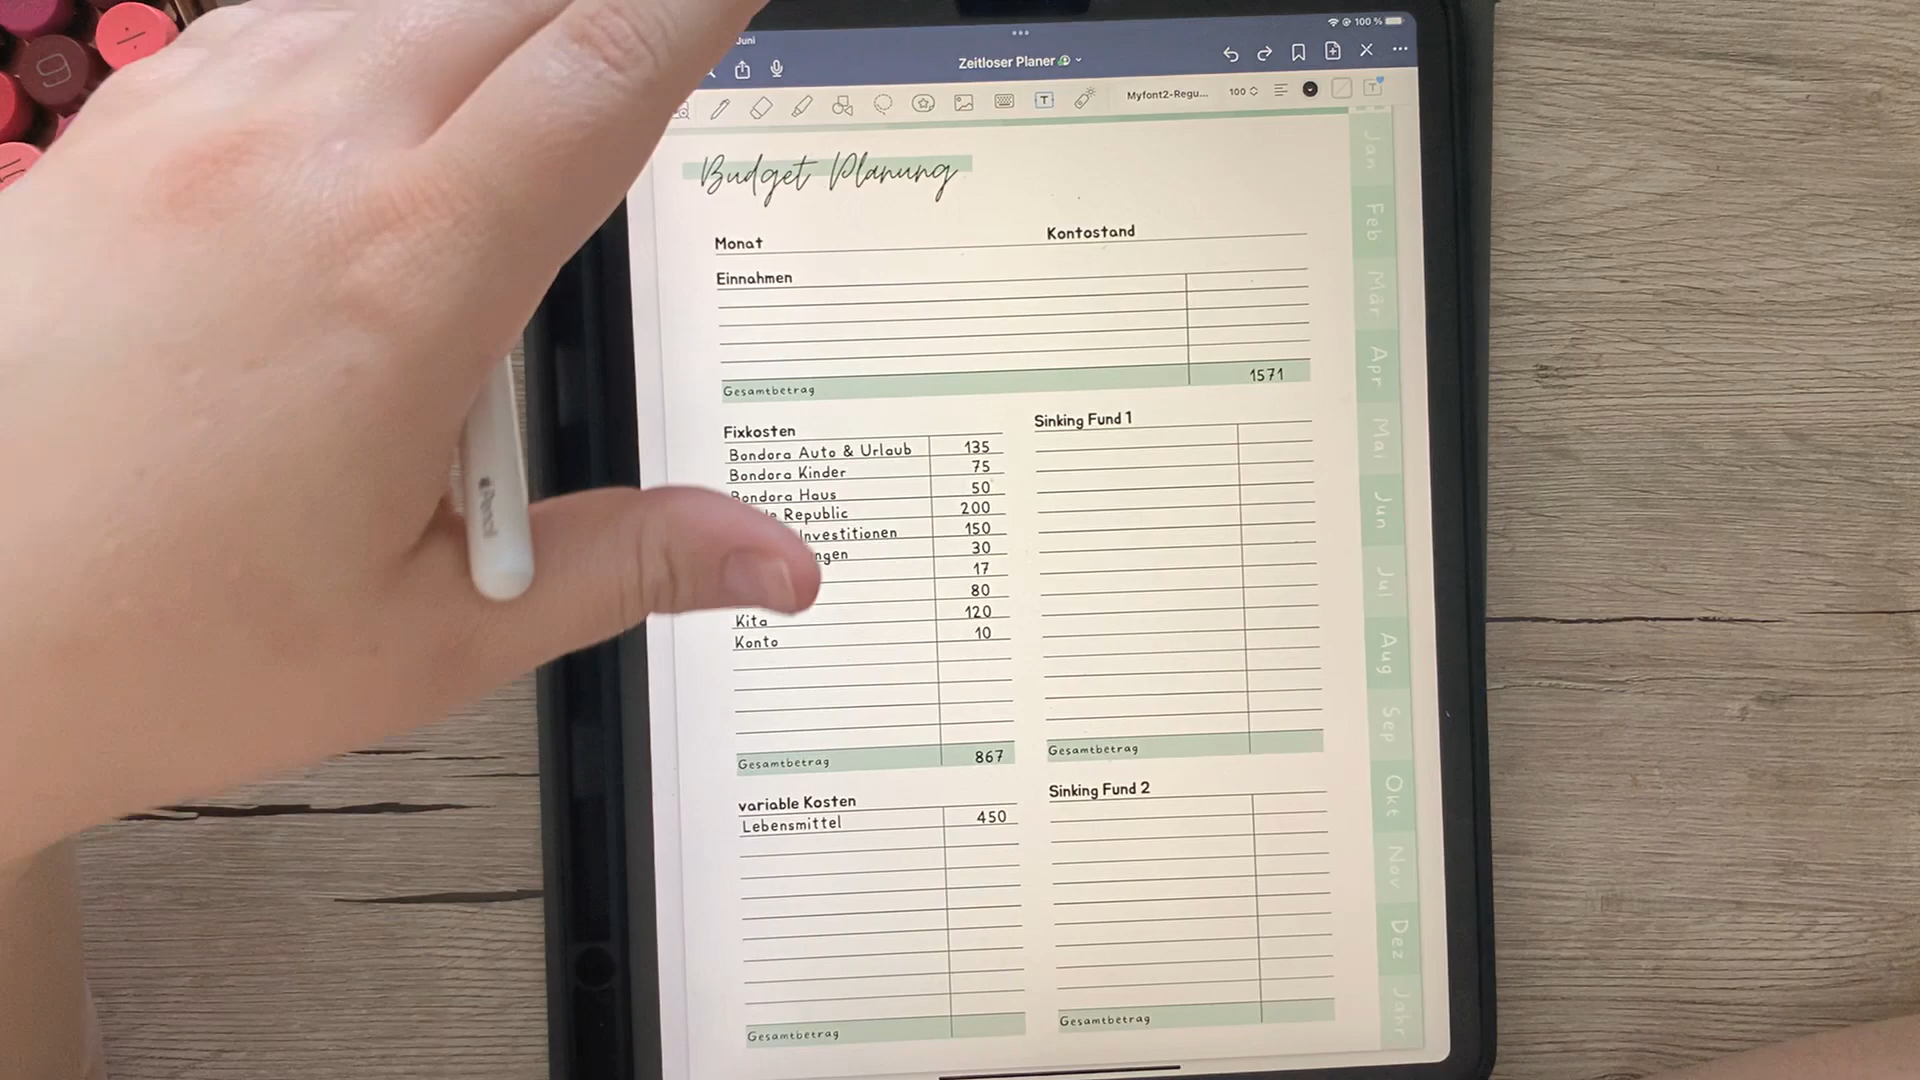 Juni
100 %
Zeitloser Planer
Myfont2-Regu...
100
T
Budget Planung
Monat
Kontostand
Einnahmen
Gesamtbetrag 1571
Fixkosten
Bondora Auto & Urlaub 135
Bondora Kinder 75
Bondora Haus 50
Republic 200
Investitionen 150
30
17
80
Kita 120
Konto 10
Gesamtbetrag 867
variable Kosten
Lebensmittel 450
Gesamtbetrag
Sinking Fund 1
Gesamtbetrag
Sinking Fund 2
Gesamtbetrag
Jan
Feb
Mär
Apr
Mai
Jun
Jul
Aug
Sep
Okt
Nov
Dez
Jahr
Pencil
9
÷